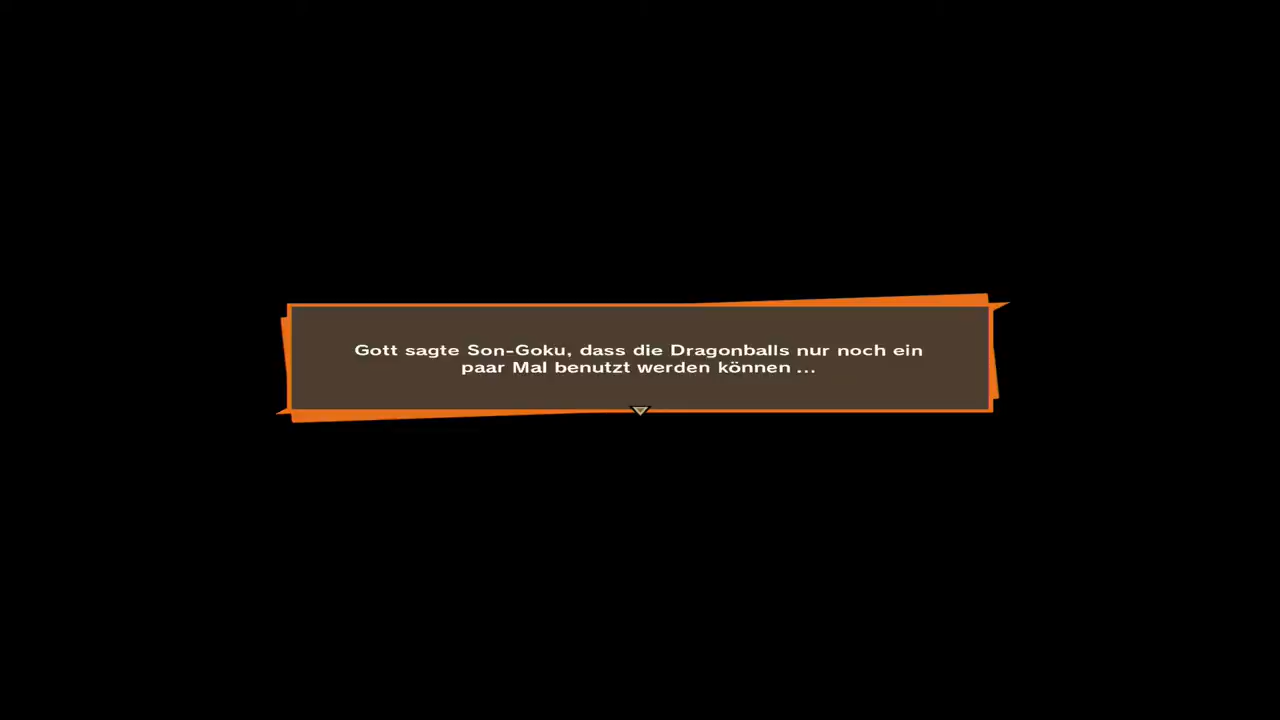 Gott sagte Son-Goku, dass die Dragonballs nur noch ein
paar Mal benutzt werden können ...